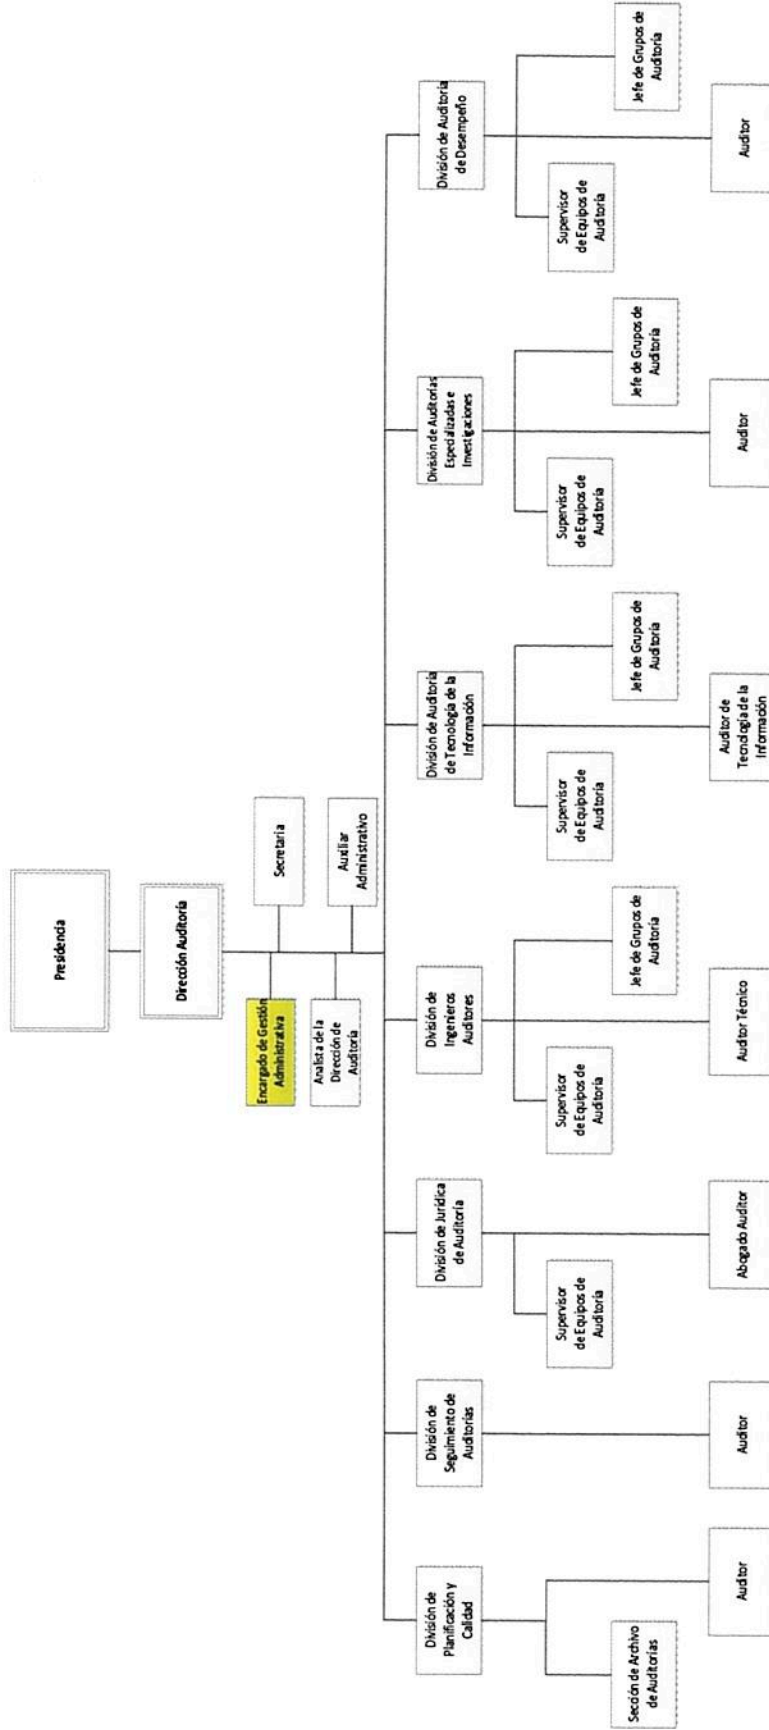 Presidencia
Dirección Auditoría
Encargado de Gestión
Administrativa
Secretaria
Analista de la
Dirección de
Auditoría
Auxiliar
Administrativo
División de
Planificación y
Calidad
División de
Seguimiento de
Auditorías
División de Jurídica
de Auditoría
División de
Ingenieros
Auditores
División de Auditoría
de Tecnología de la
Información
División de Auditorías
Especializadas e
Investigaciones
División de Auditoría
de Desempeño
Supervisor
de Equipos de
Auditoría
Supervisor
de Equipos de
Auditoría
Supervisor
de Equipos de
Auditoría
Supervisor
de Equipos de
Auditoría
Supervisor
de Equipos de
Auditoría
Sección de Archivo
de Auditorías
Jefe de Grupos de
Auditoría
Jefe de Grupos de
Auditoría
Jefe de Grupos de
Auditoría
Jefe de Grupos de
Auditoría
Auditor
Auditor
Abogado Auditor
Auditor Técnico
Auditor de
Tecnología de la
Información
Auditor
Auditor